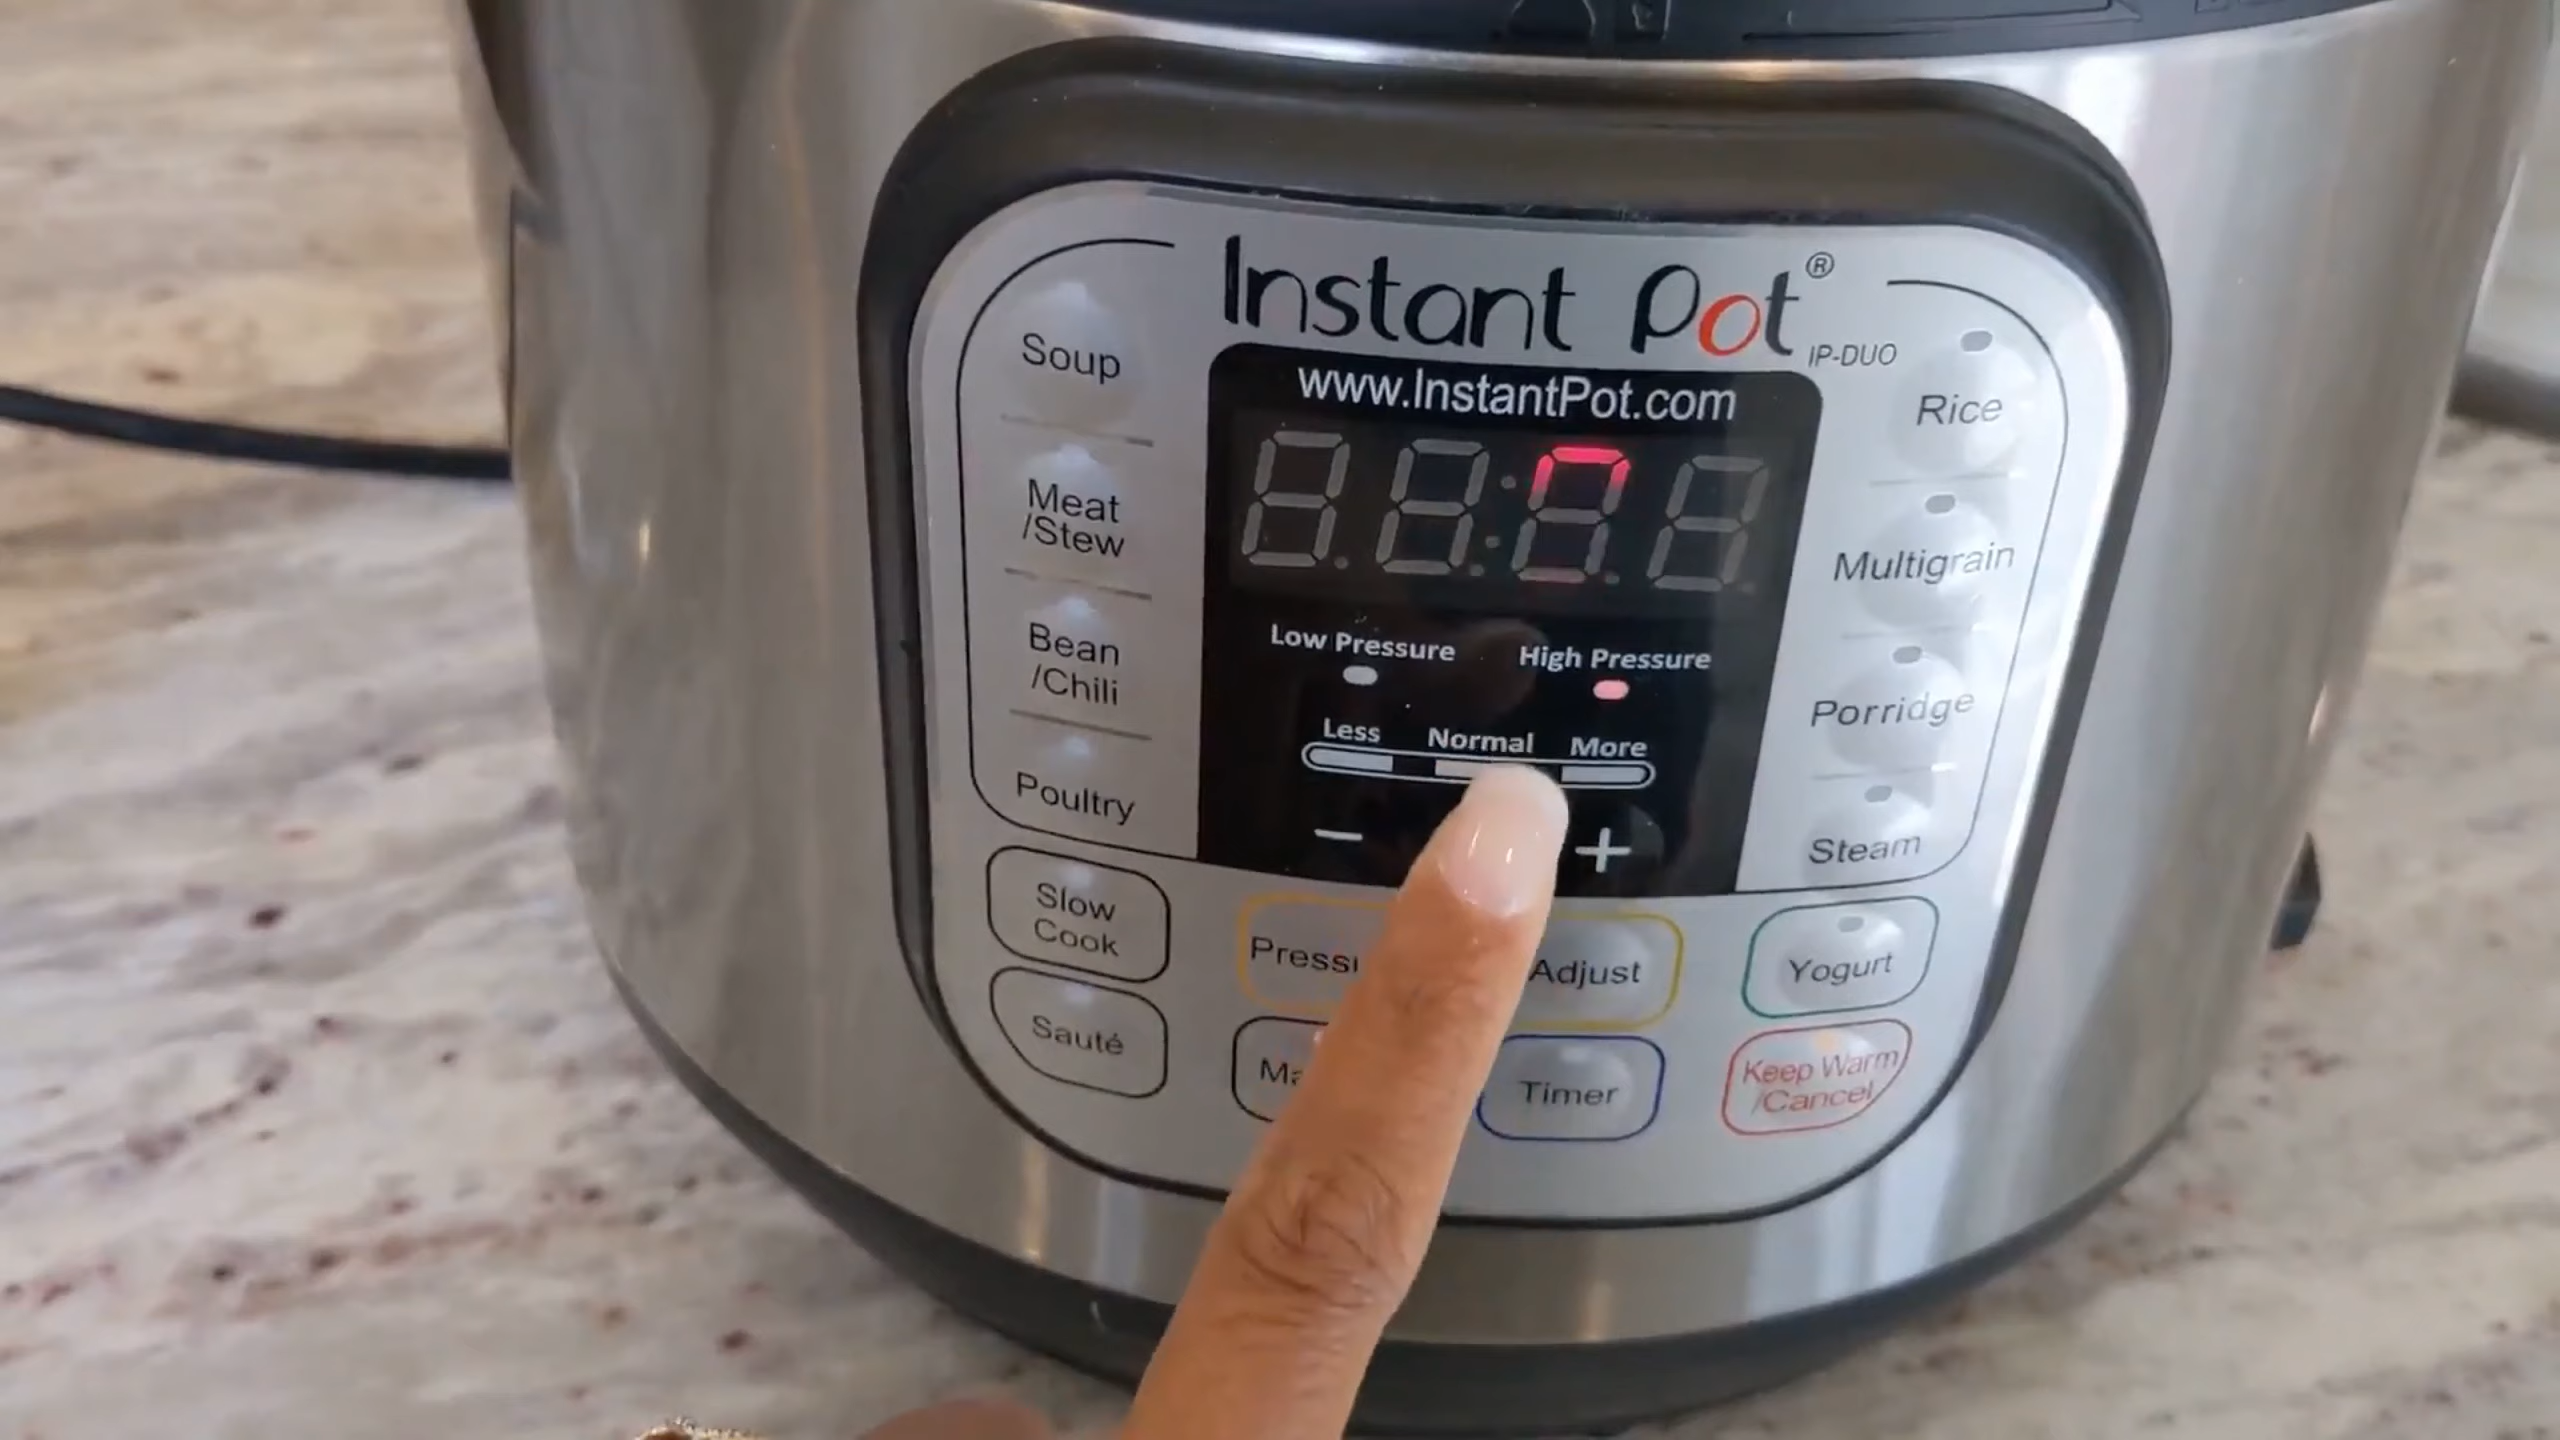 Instant Pot®
IP-DUO
www.InstantPot.com
Soup
Meat
/Stew
Bean
/Chili
Poultry
Slow
Cook
Sauté
Low Pressure
High Pressure
Less
Normal
More
−
+
Adjust
Timer
Rice
Multigrain
Porridge
Steam
Yogurt
Keep Warm
/Cancel